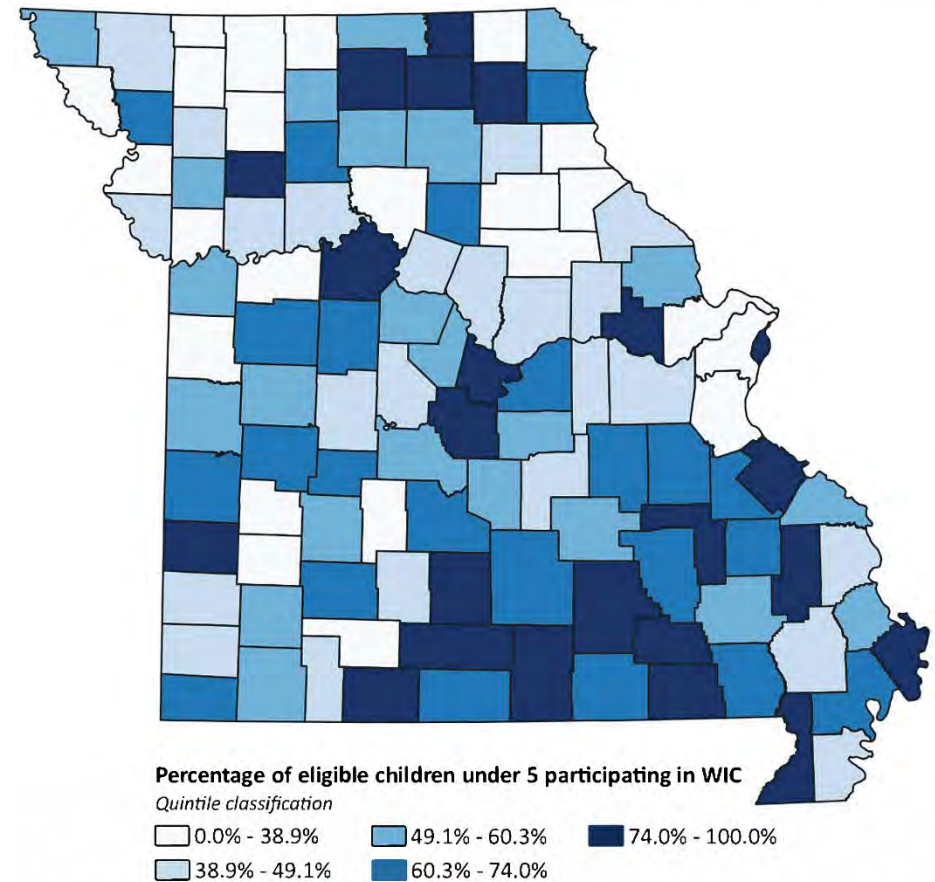 Percentage of eligible children under 5 participating in WIC
Quintile classification
0.0% - 38.9% 49.1% - 60.3% 74.0% - 100.0%
38.9% - 49.1% 60.3% - 74.0%